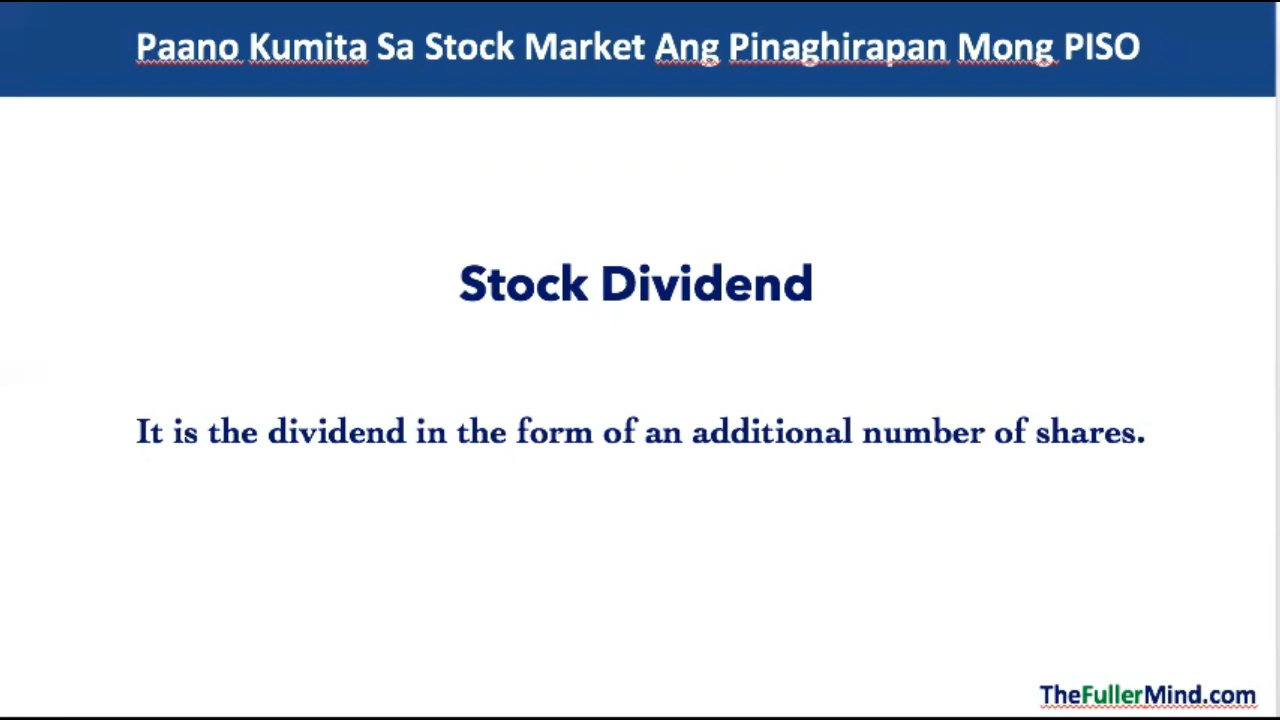 Paano Kumita Sa Stock Market Ang Pinaghirapan Mong PISO
Stock Dividend
It is the dividend in the form of an additional number of shares.
TheFullerMind.com